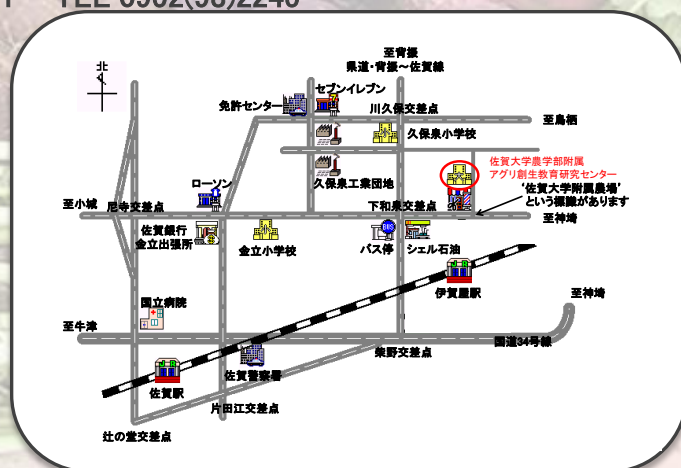 TEL 0952(98)2245
至背振
県道・背振～佐賀線
北
セブンイレブン
免許センター
川久保交差点
至鳥栖
久保泉小学校
佐賀大学農学部附属
アグリ創生教育研究センター
ローソン
久保泉工業団地
'佐賀大学附属農場'
という標識があります
至小城
尼寺交差点
下和泉交差点
至神埼
佐賀銀行
金立出張所
金立小学校
バス停
BUS
シェル石油
伊賀屋駅
至神埼
国立病院
至牛津
国道34号線
柴野交差点
佐賀警察署
佐賀駅
片田江交差点
辻の堂交差点